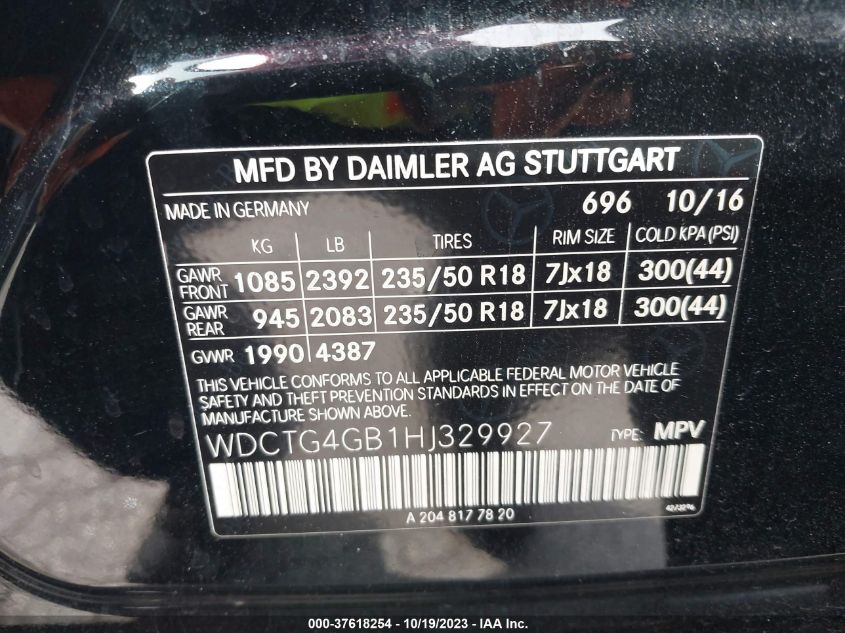 MFD BY DAIMLER AG STUTTGART
MADE IN GERMANY 696 10/16
KG LB TIRES RIM SIZE COLD KPA (PSI)
GAWR FRONT 1085 2392 235/50 R18 7Jx18 300(44)
GAWR REAR 945 2083 235/50 R18 7Jx18 300(44)
GVWR 1990 4387
THIS VEHICLE CONFORMS TO ALL APPLICABLE FEDERAL MOTOR VEHICLE
SAFETY AND THEFT PREVENTION STANDARDS IN EFFECT ON THE DATE OF
MANUFACTURE SHOWN ABOVE.
WDCTG4GB1HJ329927 TYPE: MPV
A 204 817 78 20
000-37618254 - 10/19/2023 - IAA Inc.